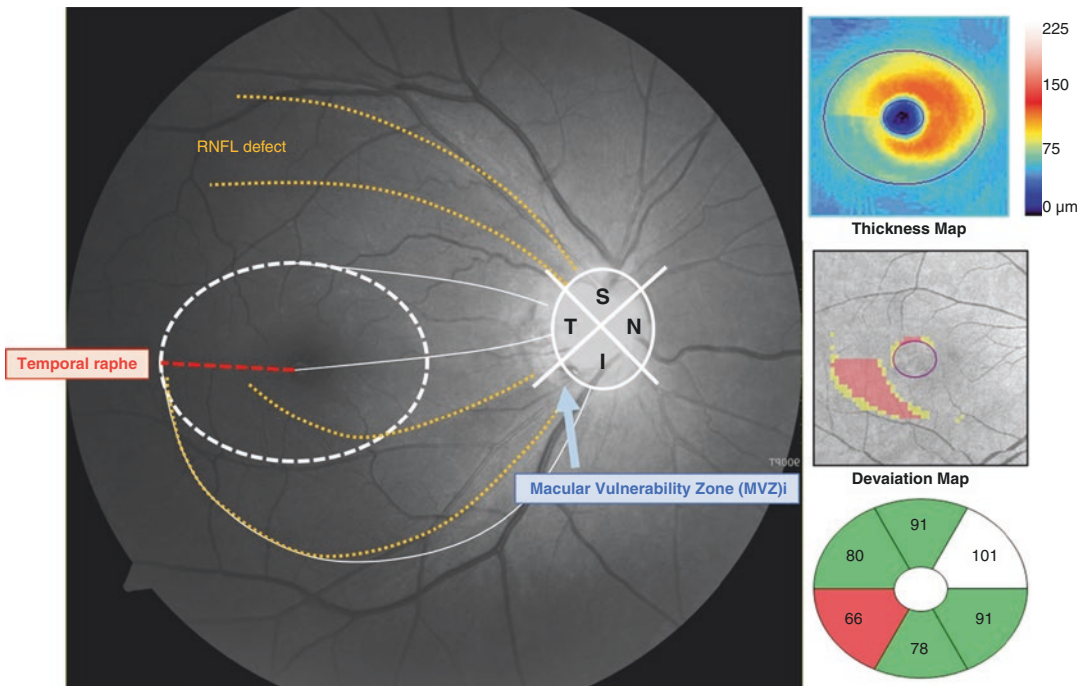 RNFL defect
Temporal raphe
S
T
N
I
Macular Vulnerability Zone (MVZ)i
T9006
225
150
75
0 µm
Thickness Map
Devaiation Map
91
80
101
66
91
78